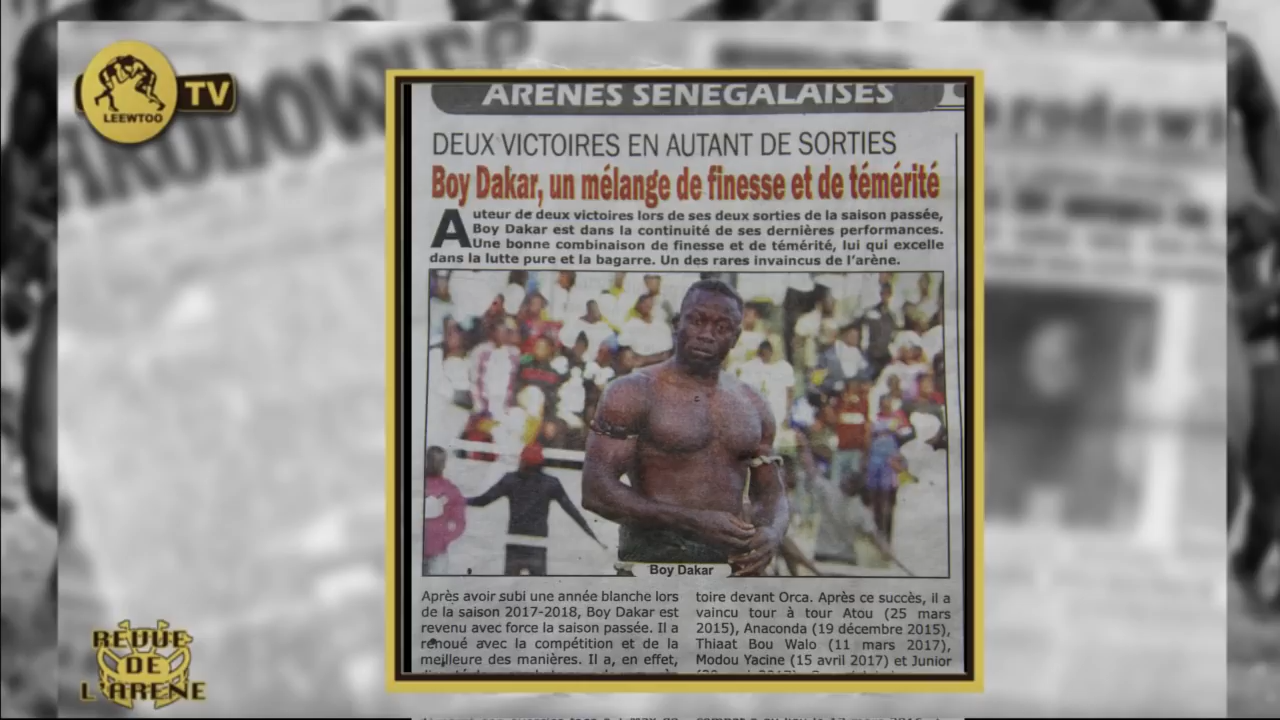 LEEWTOO
TV
ARENES SENEGALAISES
DEUX VICTOIRES EN AUTANT DE SORTIES
Boy Dakar, un mélange de finesse et de témérité
Auteur de deux victoires lors de ses deux sorties de la saison passée,
Boy Dakar est dans la continuité de ses dernières performances.
Une bonne combinaison de finesse et de témérité, lui qui excelle
dans la lutte pure et la bagarre. Un des rares invaincus de l'arène.
Boy Dakar
Après avoir subi une année blanche lors
de la saison 2017-2018, Boy Dakar est
revenu avec force la saison passée. Il a
renoué avec la compétition et de la
meilleure des manières. Il a, en effet,
toire devant Orca. Après ce succès, il a
vaincu tour à tour Atou (25 mars
2015), Anaconda (19 décembre 2015),
Thiaat Bou Walo (11 mars 2017),
Modou Yacine (15 avril 2017) et Junior
REVUE
DE
L'ARENE